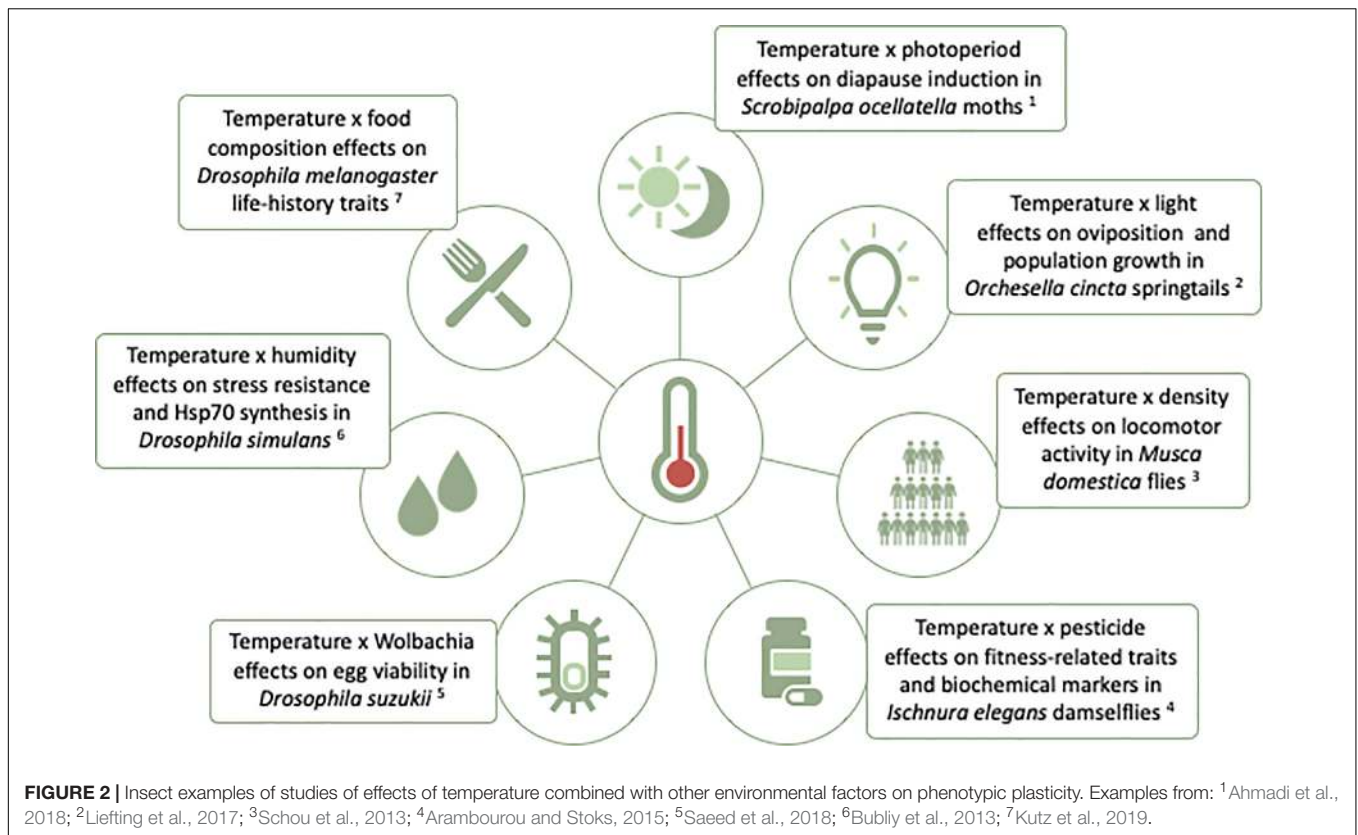 Temperature x photoperiod
effects on diapause induction in
Scrobipalpa ocellatella moths 1
Temperature x light
effects on oviposition and
population growth in
Orchesella cincta springtails 2
Temperature x density
effects on locomotor
activity in Musca
domestica flies 3
Temperature x pesticide
effects on fitness-related traits
and biochemical markers in
Ischnura elegans damselflies 4
Temperature x Wolbachia
effects on egg viability in
Drosophila suzukii 5
Temperature x humidity
effects on stress resistance
and Hsp70 synthesis in
Drosophila simulans 6
Temperature x food
composition effects on
Drosophila melanogaster
life-history traits 7
FIGURE 2 | Insect examples of studies of effects of temperature combined with other environmental factors on phenotypic plasticity. Examples from: 1Ahmadi et al.,
2018; 2Liefting et al., 2017; 3Schou et al., 2013; 4Arambourou and Stoks, 2015; 5Saeed et al., 2018; 6Bubliy et al., 2013; 7Kutz et al., 2019.